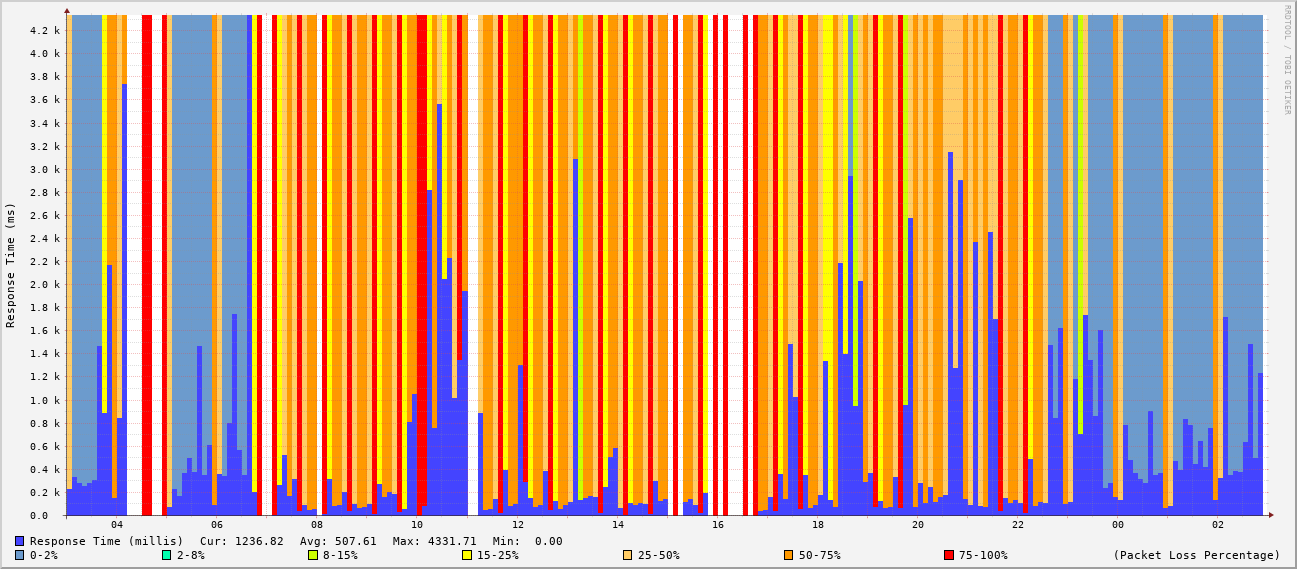 RRDTOOL / TOBI OETIKER
Response Time (ms)
4.2 k
4.0 k
3.8 k
3.6 k
3.4 k
3.2 k
3.0 k
2.8 k
2.6 k
2.4 k
2.2 k
2.0 k
1.8 k
1.6 k
1.4 k
1.2 k
1.0 k
0.8 k
0.6 k
0.4 k
0.2 k
0.0
04 06 08 10 12 14 16 18 20 22 00 02
Response Time (millis) Cur: 1236.82 Avg: 507.61 Max: 4331.71 Min: 0.00
0-2% 2-8% 8-15% 15-25% 25-50% 50-75% 75-100% (Packet Loss Percentage)